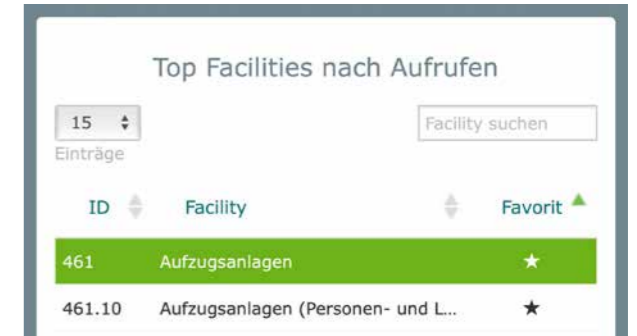 Top Facilities nach Aufrufen
15 Facility suchen
Einträge
ID Facility Favorit
461 Aufzugsanlagen ★
461.10 Aufzugsanlagen (Personen- und L... ★